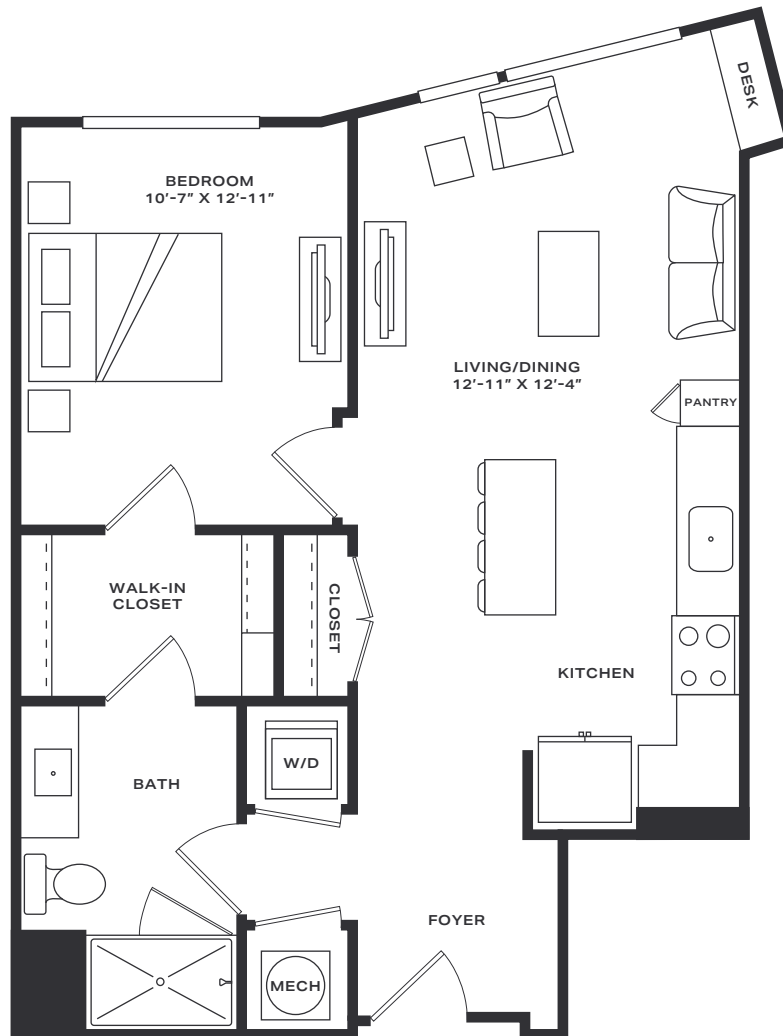 DESK
BEDROOM
10′-7″ X 12′-11″
LIVING/DINING
12′-11″ X 12′-4″
PANTRY
WALK-IN
CLOSET
CLOSET
KITCHEN
W/D
BATH
FOYER
MECH